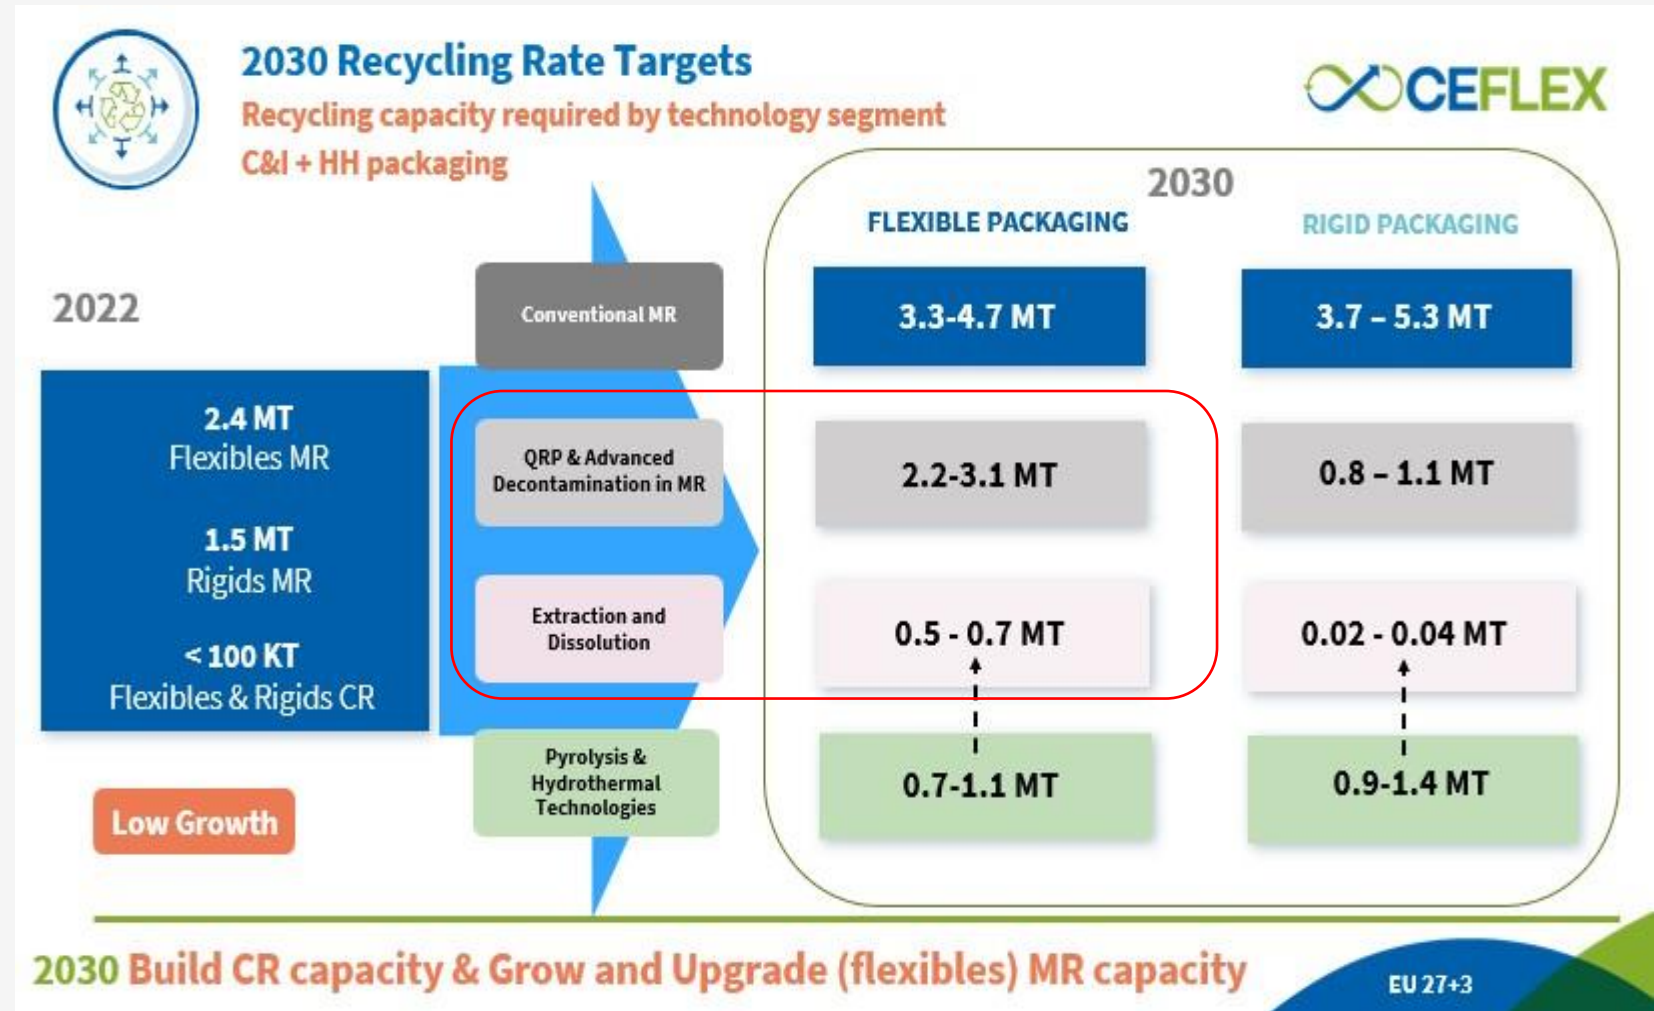 2030 Recycling Rate Targets
Recycling capacity required by technology segment
C&I + HH packaging
CEFLEX
2022
2.4 MT
Flexibles MR
1.5 MT
Rigids MR
< 100 KT
Flexibles & Rigids CR
Low Growth
Conventional MR
QRP & Advanced
Decontamination in MR
Extraction and
Dissolution
Pyrolysis &
Hydrothermal
Technologies
2030
FLEXIBLE PACKAGING
RIGID PACKAGING
3.3-4.7 MT
3.7 – 5.3 MT
2.2-3.1 MT
0.8 – 1.1 MT
0.5 - 0.7 MT
0.02 - 0.04 MT
0.7-1.1 MT
0.9-1.4 MT
2030 Build CR capacity & Grow and Upgrade (flexibles) MR capacity
EU 27+3